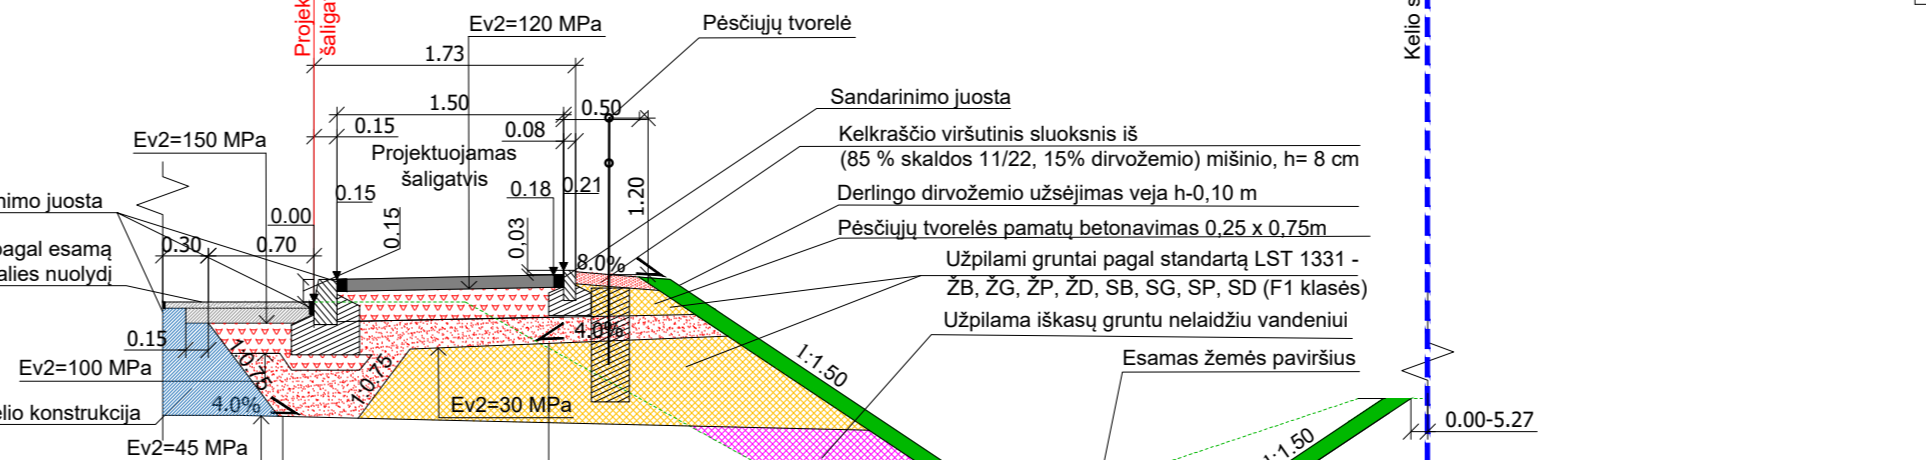 Projek
šaligat
Ev2=120 MPa
Pėsčiųjų tvorelė
Kelio s
1.73
1.50
0.50
Sandarinimo juosta
0.15
0.08
Ev2=150 MPa
Kelkraščio viršutinis sluoksnis iš
(85 % skaldos 11/22, 15% dirvožemio) mišinio, h= 8 cm
Projektuojamas
šaligatvis
0.15
0.18
0.21
1.20
Derlingo dirvožemio užsėjimas veja h-0,10 m
nimo juosta
0.00
0.15
0,03
Pėsčiųjų tvorelės pamatų betonavimas 0,25 x 0,75m
pagal esamą
alies nuolydį
0.30
0.70
8.0%
Užpilami gruntai pagal standartą LST 1331 -
ŽB, ŽG, ŽP, ŽD, SB, SG, SP, SD (F1 klasės)
Užpilama iškasų gruntu nelaidžiu vandeniui
4.0%
0.15
Esamas žemės paviršius
Ev2=100 MPa
1:0.75
1:0.75
1:1.50
elio konstrukcija
4.0%
Ev2=30 MPa
0.00-5.27
Ev2=45 MPa
1:1.50